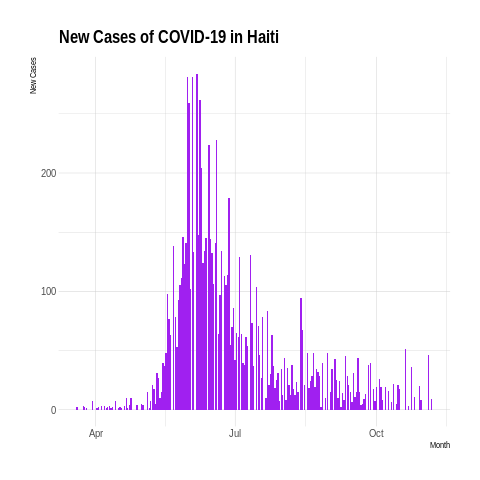 New Cases of COVID-19 in Haiti
New Cases
200
100
0
Apr Jul Oct
Month